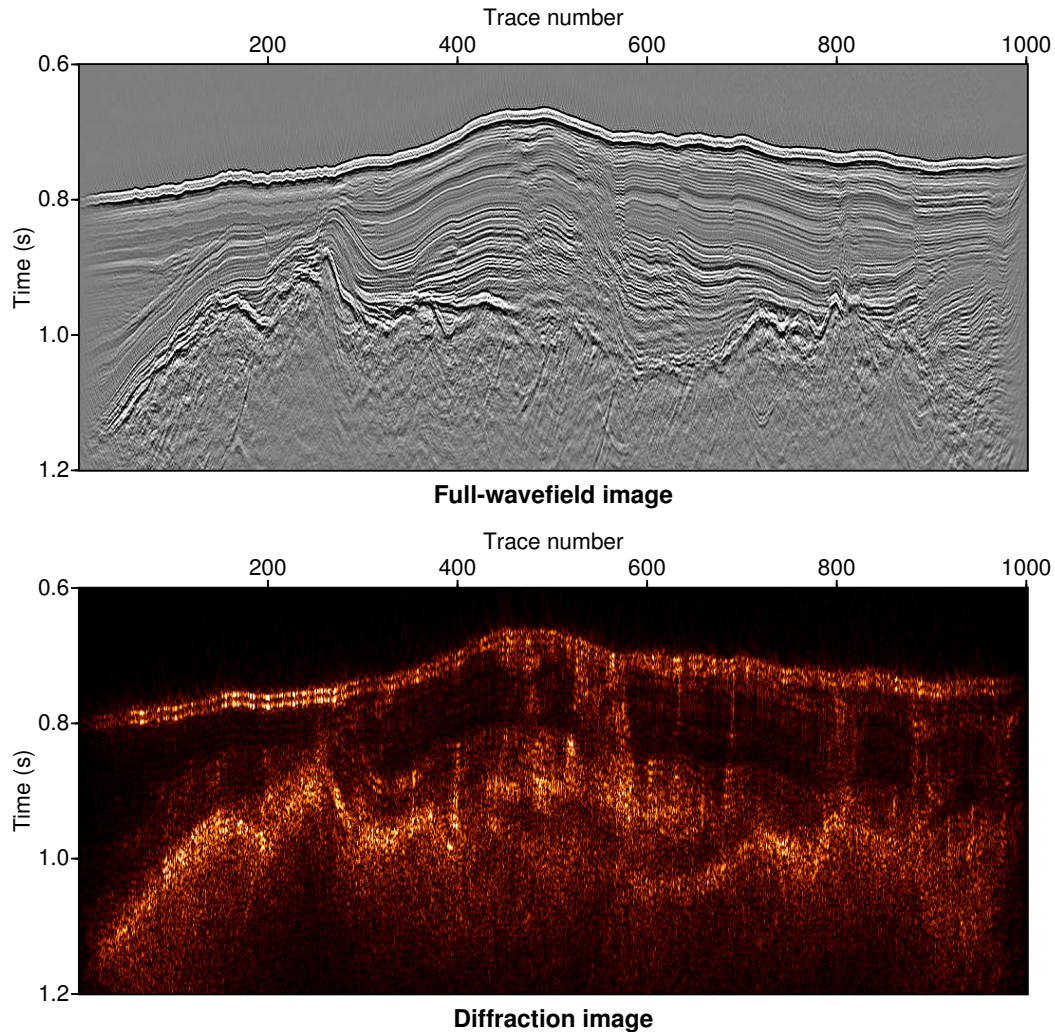 Trace number
200 400 600 800 1000
0.6
0.8
Time (s)
1.0
1.2
Full-wavefield image
Trace number
200 400 600 800 1000
0.6
0.8
Time (s)
1.0
1.2
Diffraction image